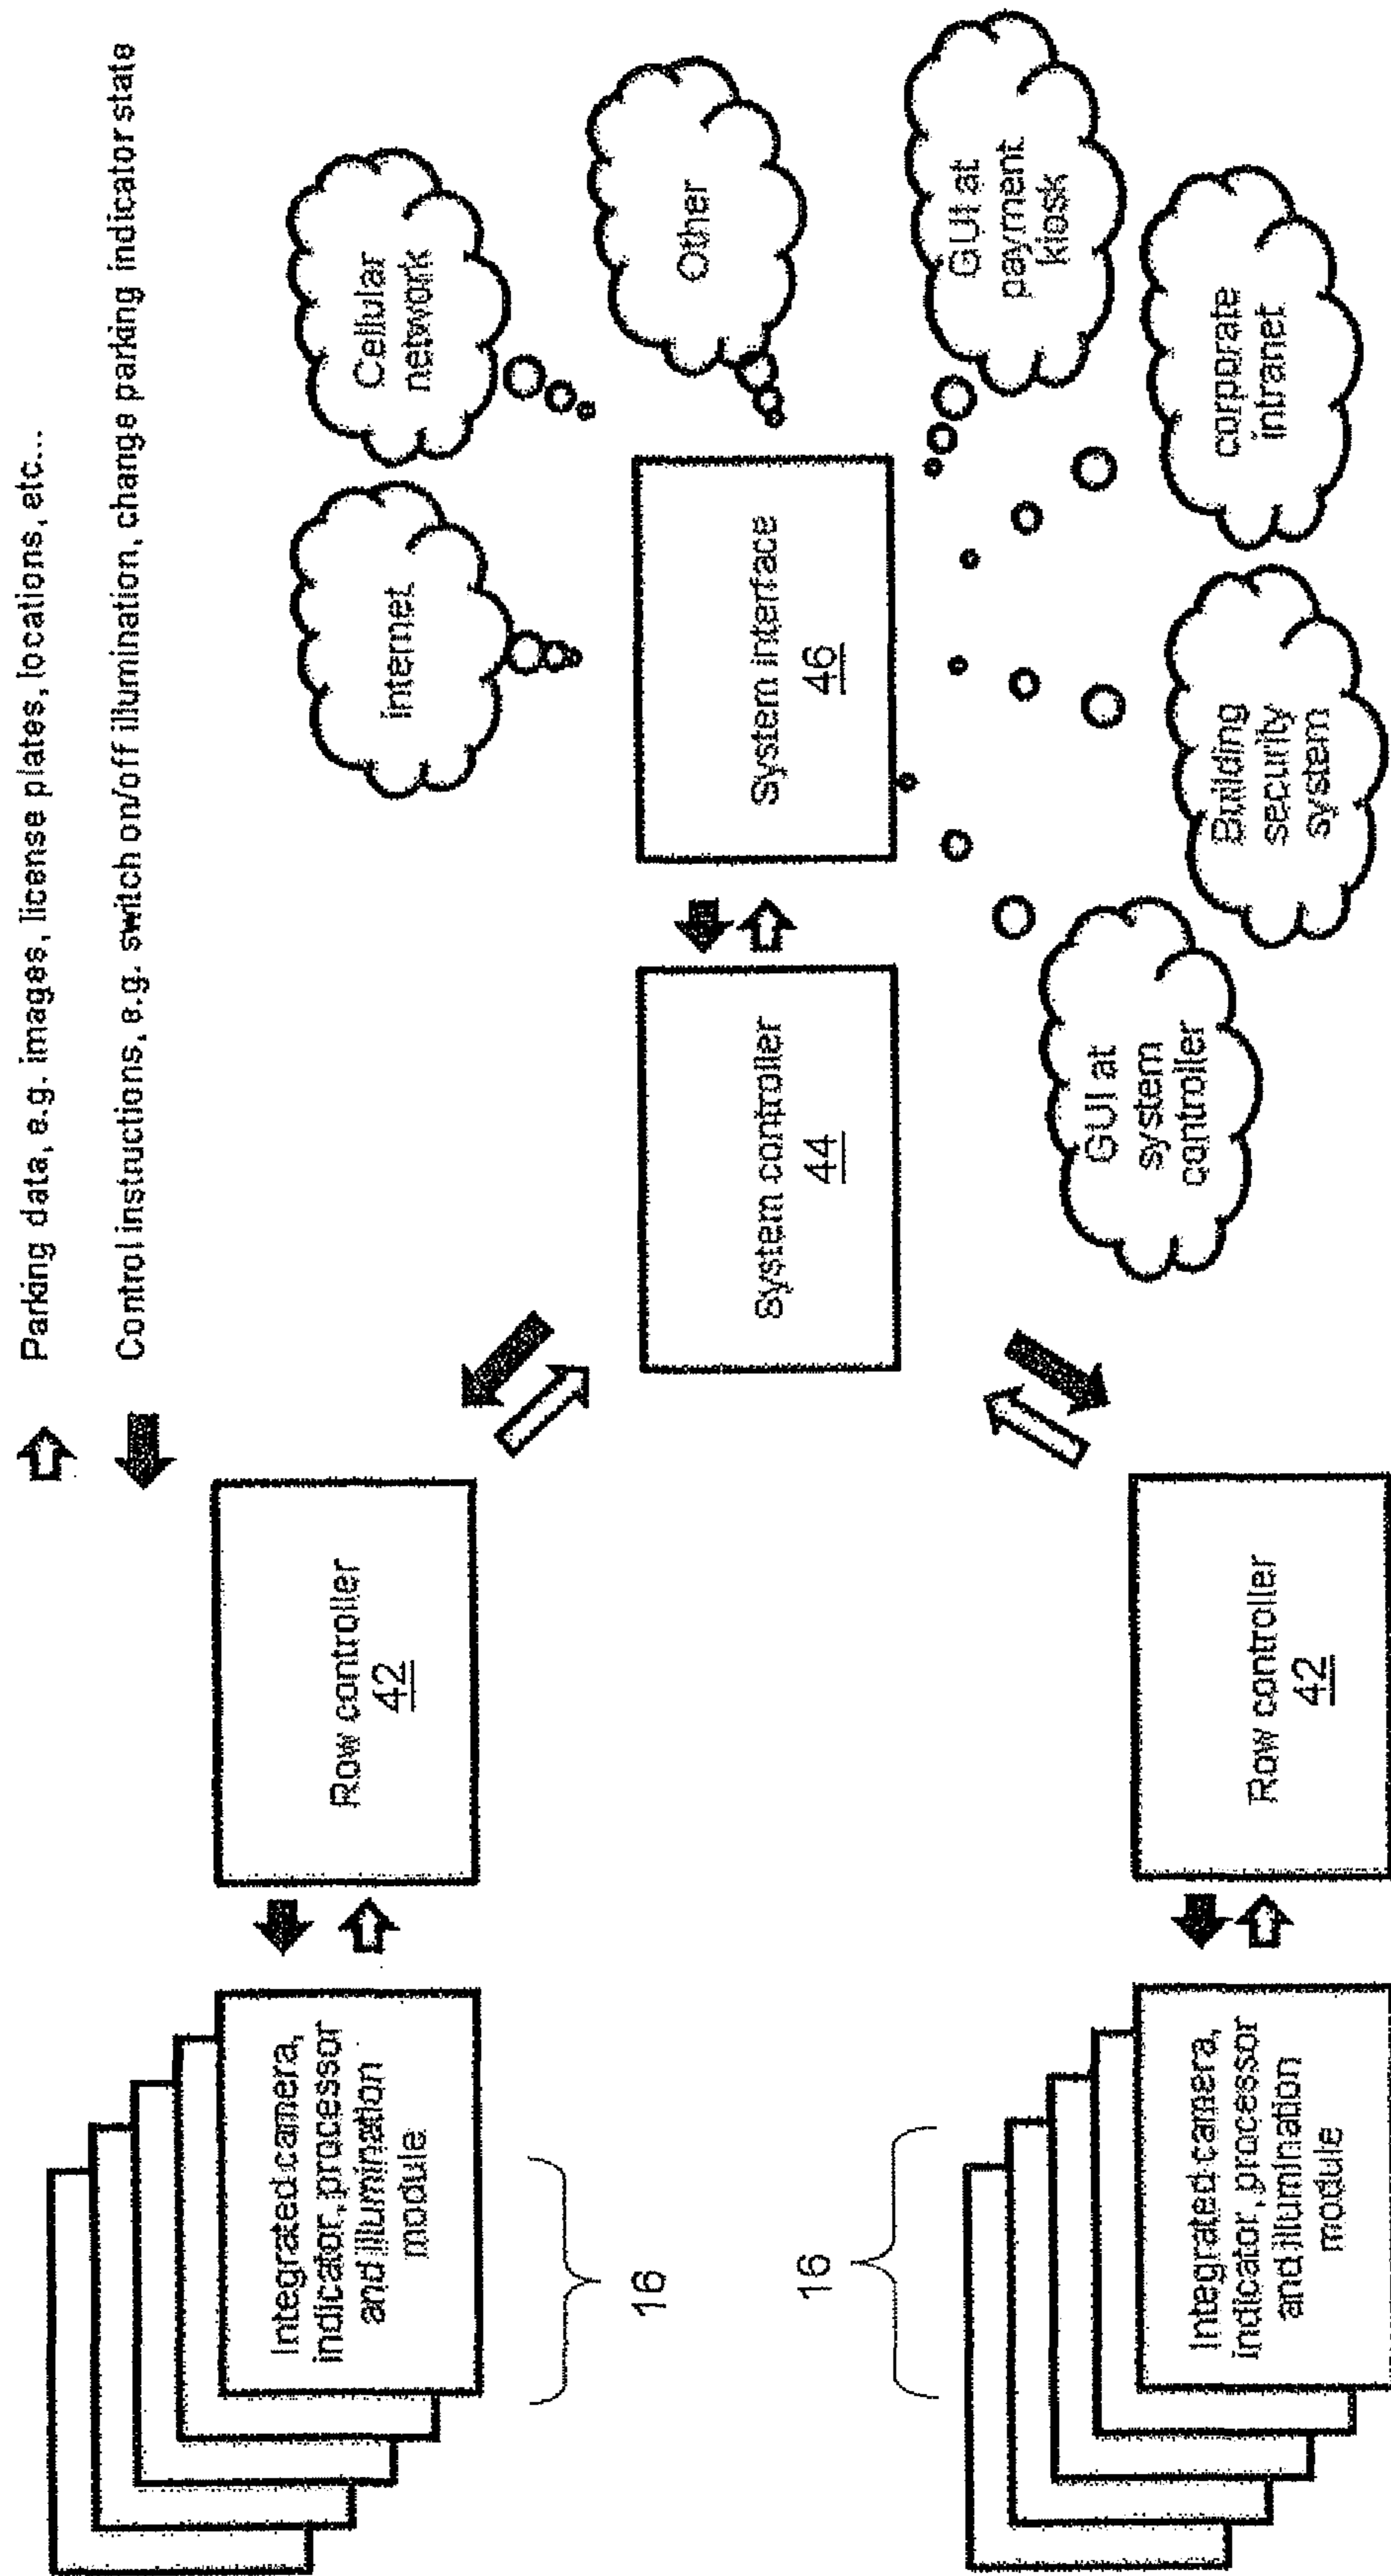 Parking data, e.g. images, license plates, locations, etc...
Control instructions, e.g. switch on/off illumination, change parking indicator state
Integrated camera,
indicator, processor
and illumination
module
16
Row controller
42
Internet
Cellular
network
Other
System controller
44
System interface
46
GUI at
system
controller
Building
security
system
corporate
intranet
GUI at
payment
kiosk
16
Integrated camera,
indicator, processor
and illumination
module
Row controller
42